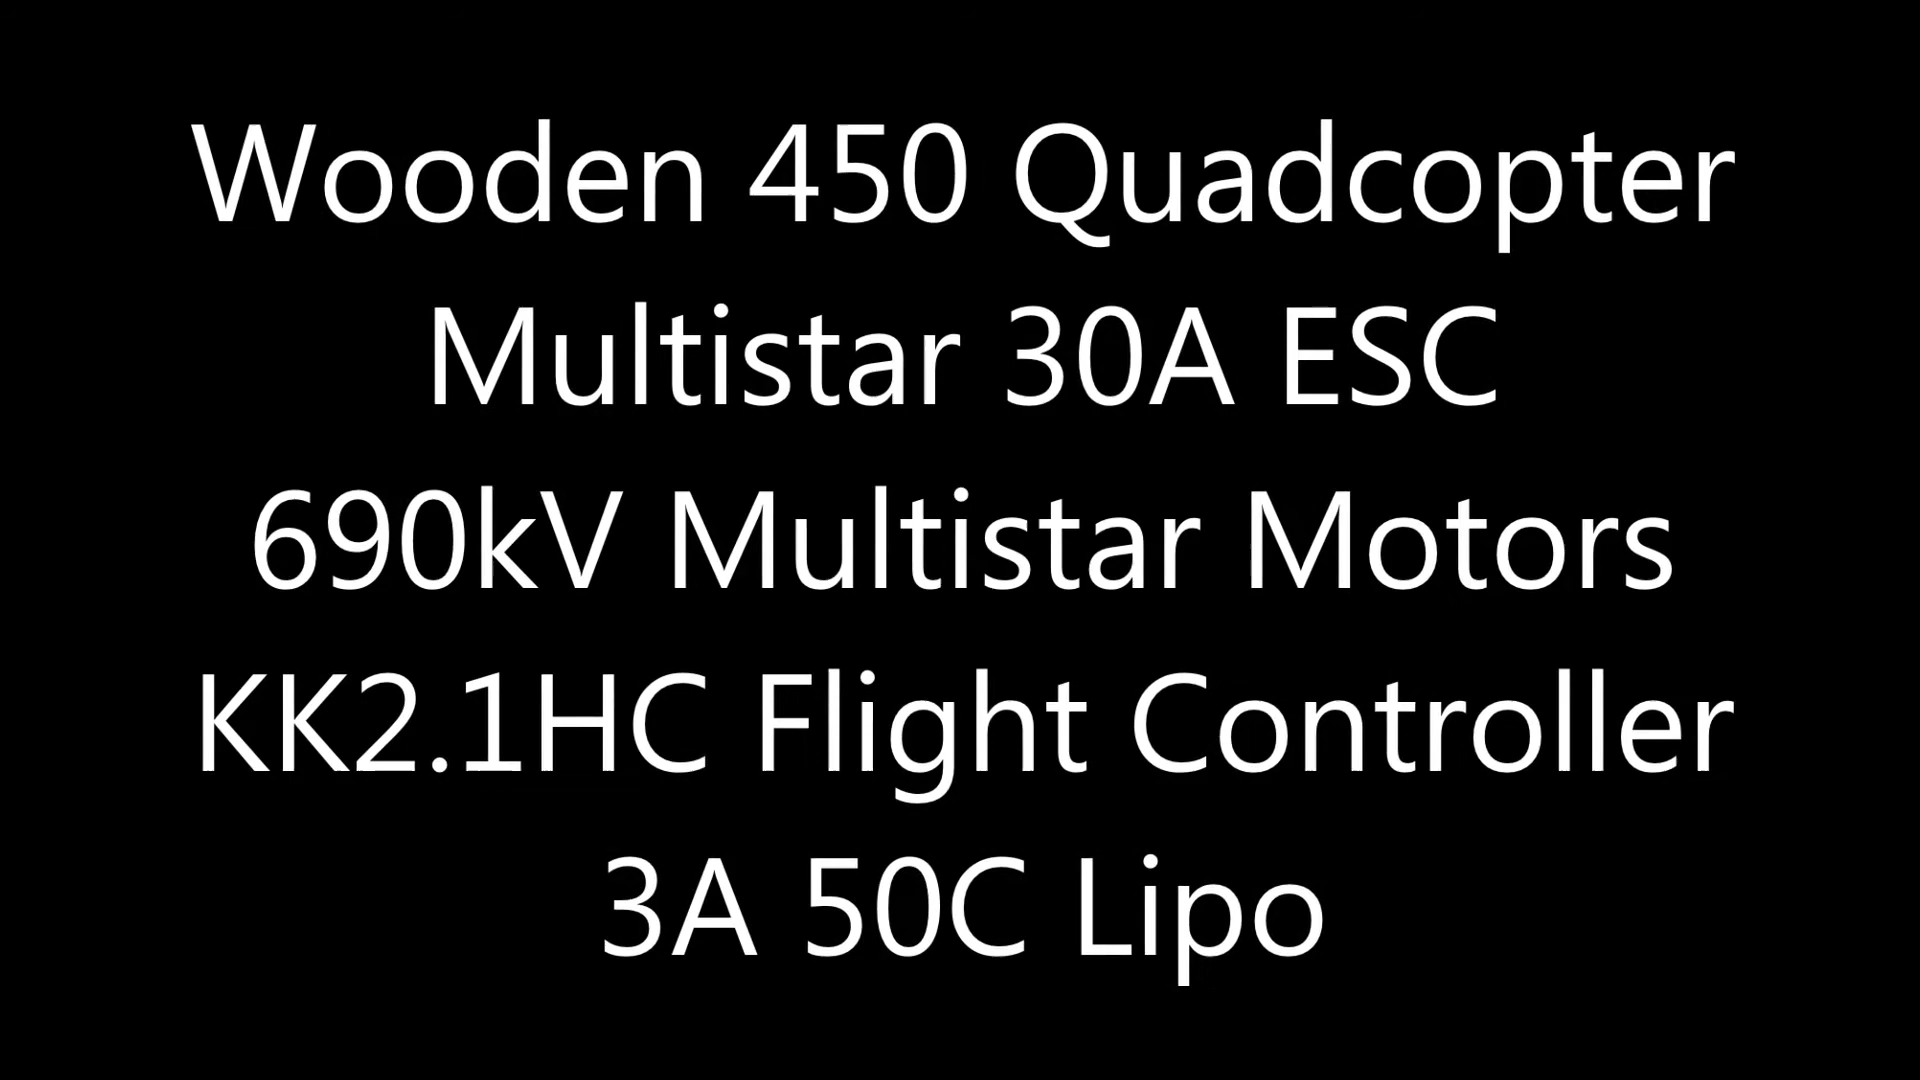 Wooden 450 Quadcopter
Multistar 30A ESC
690kV Multistar Motors
KK2.1HC Flight Controller
3A 50C Lipo